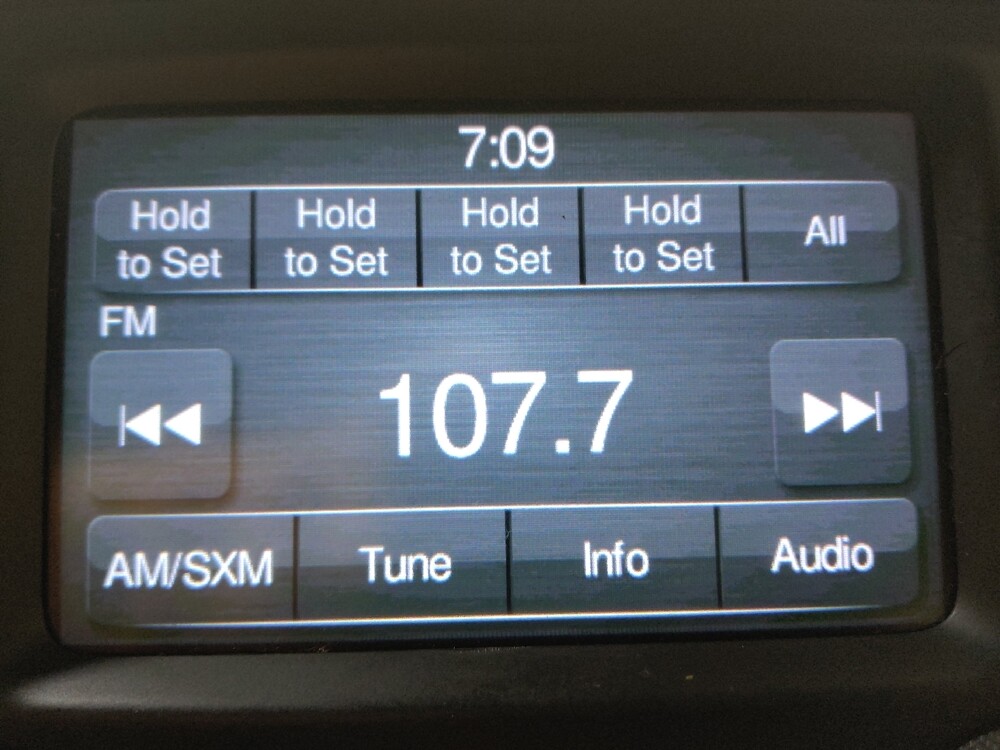 7:09
Hold to Set
Hold to Set
Hold to Set
Hold to Set
All
FM
107.7
AM/SXM
Tune
Info
Audio